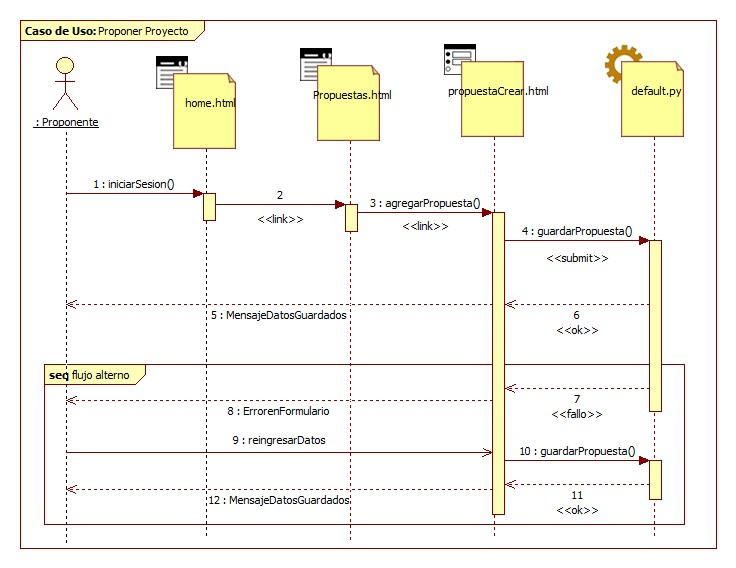 Caso de Uso: Proponer Proyecto
home.html
Propuestas.html
propuestaCrear.html
default.py
: Proponente
1 : iniciarSesion()
2
<<link>>
3 : agregarPropuesta()
<<link>>
4 : guardarPropuesta()
<<submit>>
5 : MensajeDatosGuardados
6
<<ok>>
seq flujo alterno
7
<<fallo>>
8 : ErrorenFormulario
9 : reingresarDatos
10 : guardarPropuesta()
11
<<ok>>
12 : MensajeDatosGuardados